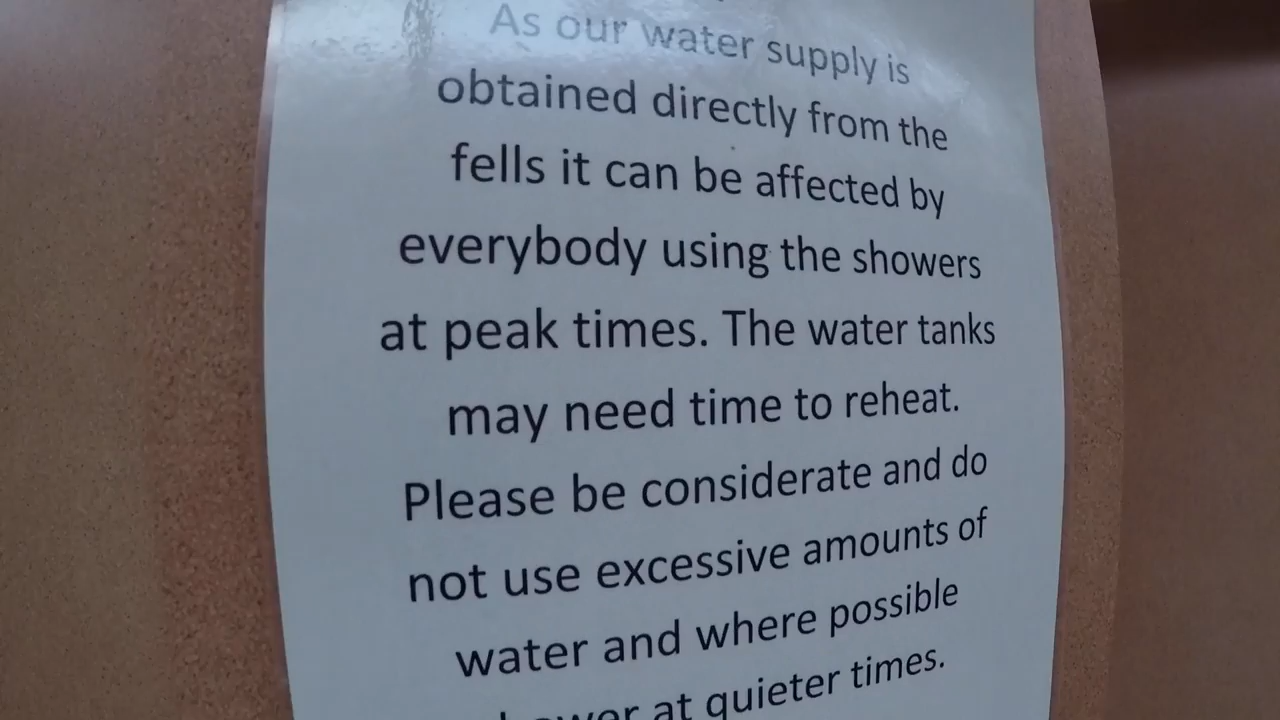 As our water supply is
obtained directly from the
fells it can be affected by
everybody using the showers
at peak times. The water tanks
may need time to reheat.
Please be considerate and do
not use excessive amounts of
water and where possible
shower at quieter times.